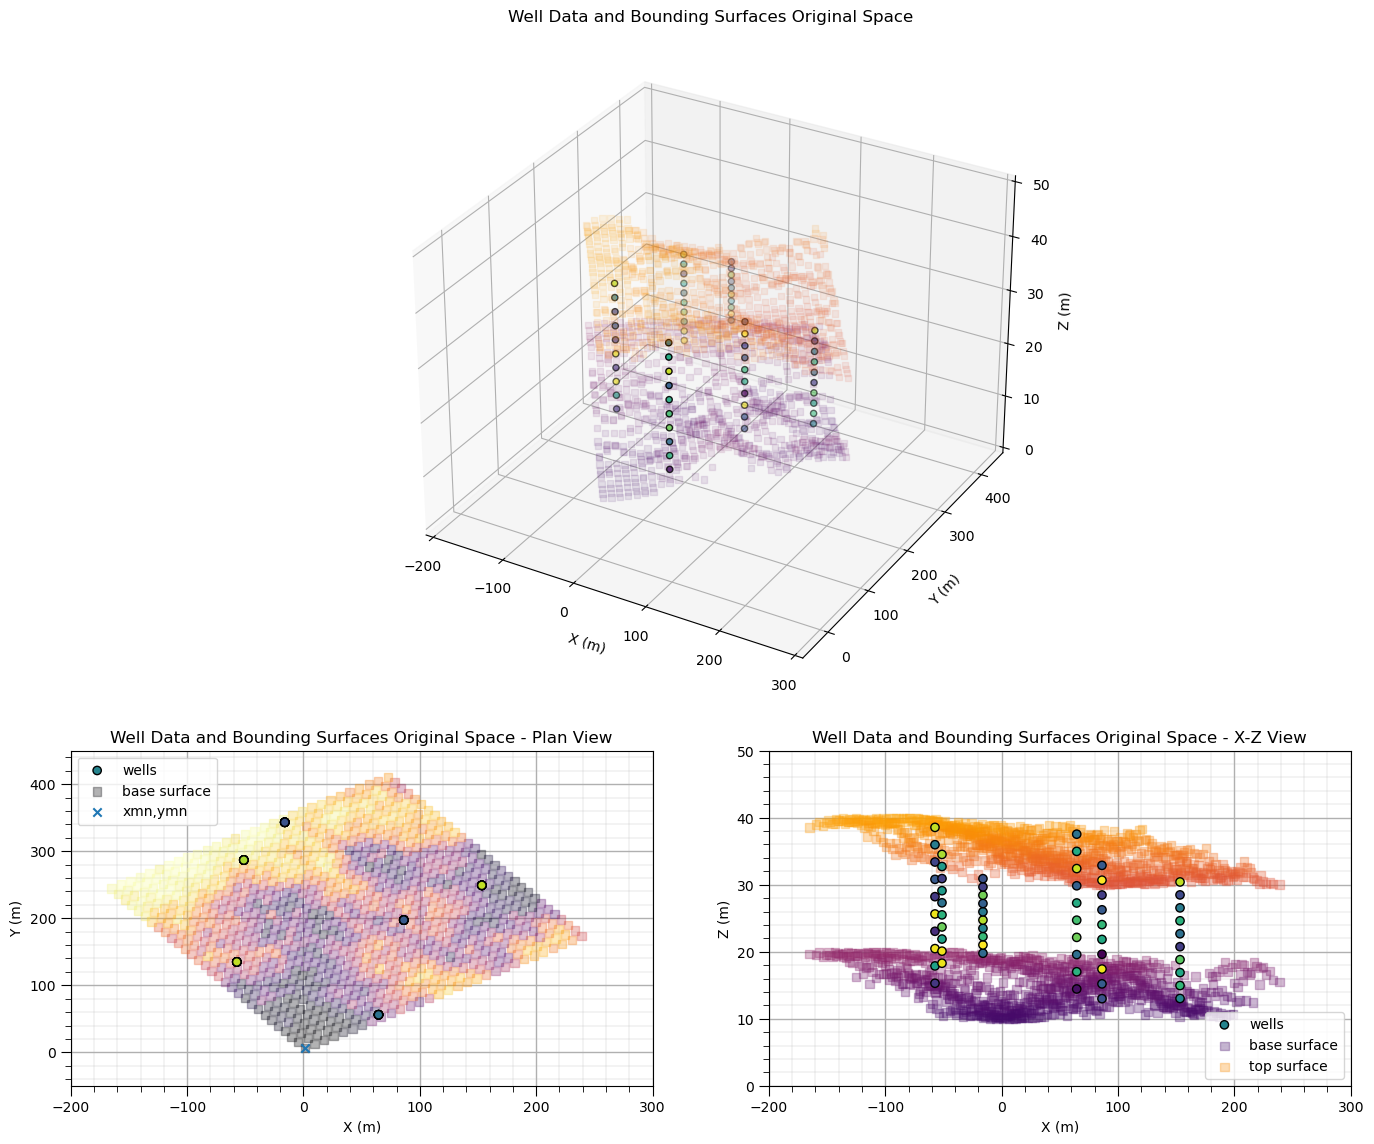 Well Data and Bounding Surfaces Original Space
50
40
30
20
10
0
Z (m)
400
300
200
100
0
Y (m)
−200
−100
0
100
200
300
X (m)
Well Data and Bounding Surfaces Original Space - Plan View
wells
base surface
xmn,ymn
400
300
200
100
0
Y (m)
−200
−100
0
100
200
300
X (m)
Well Data and Bounding Surfaces Original Space - X-Z View
50
40
30
20
10
0
Z (m)
wells
base surface
top surface
−200
−100
0
100
200
300
X (m)